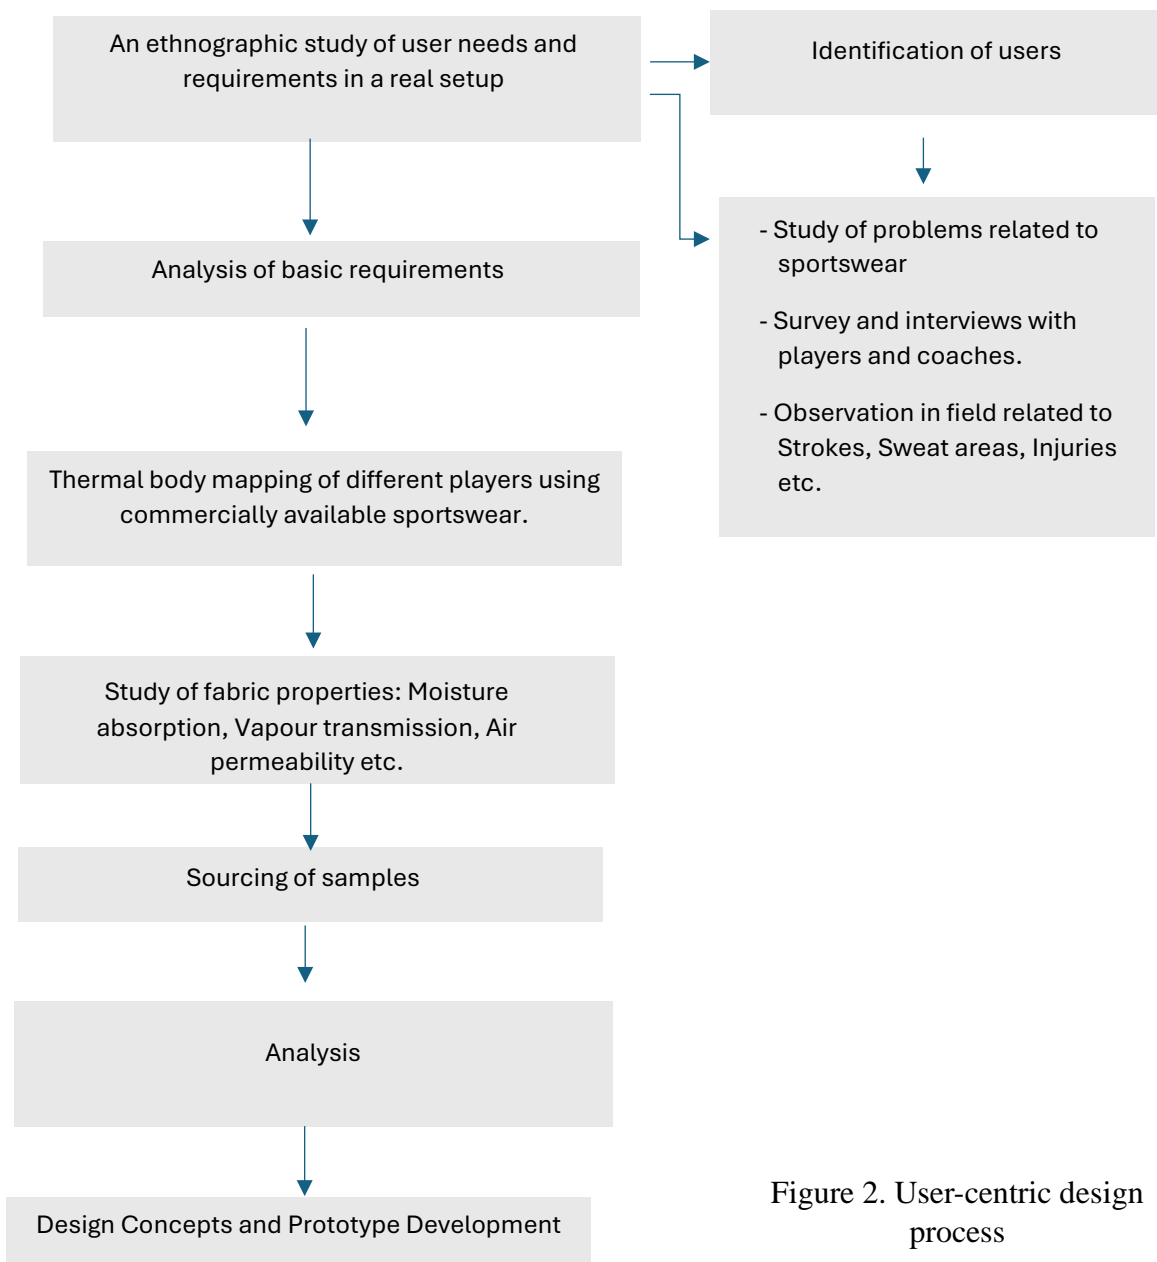 An ethnographic study of user needs and
requirements in a real setup
Identification of users
- Study of problems related to
sportswear
- Survey and interviews with
players and coaches.
- Observation in field related to
Strokes, Sweat areas, Injuries
etc.
Analysis of basic requirements
Thermal body mapping of different players using
commercially available sportswear.
Study of fabric properties: Moisture
absorption, Vapour transmission, Air
permeability etc.
Sourcing of samples
Analysis
Design Concepts and Prototype Development
Figure 2. User-centric design
process